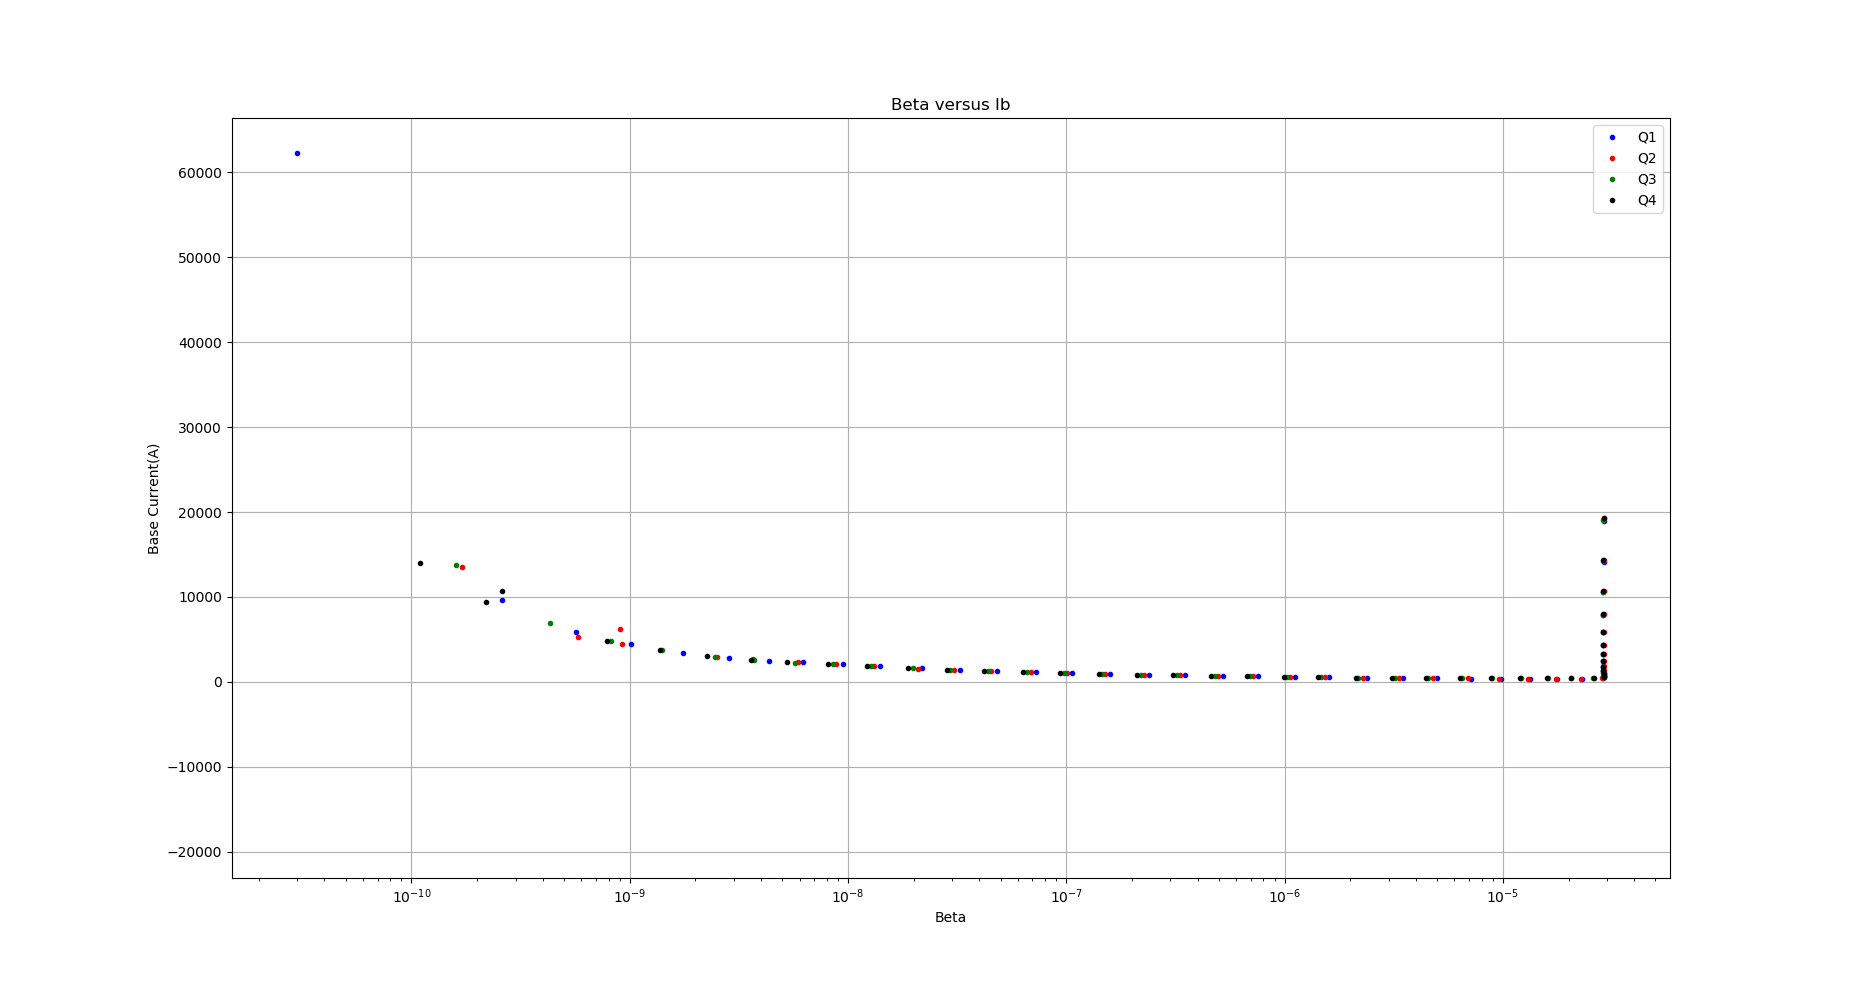 Beta versus Ib
Q1
Q2
Q3
Q4
60000
50000
40000
30000
20000
10000
0
−10000
−20000
Base Current(A)
10⁻¹⁰ 10⁻⁹ 10⁻⁸ 10⁻⁷ 10⁻⁶ 10⁻⁵
Beta